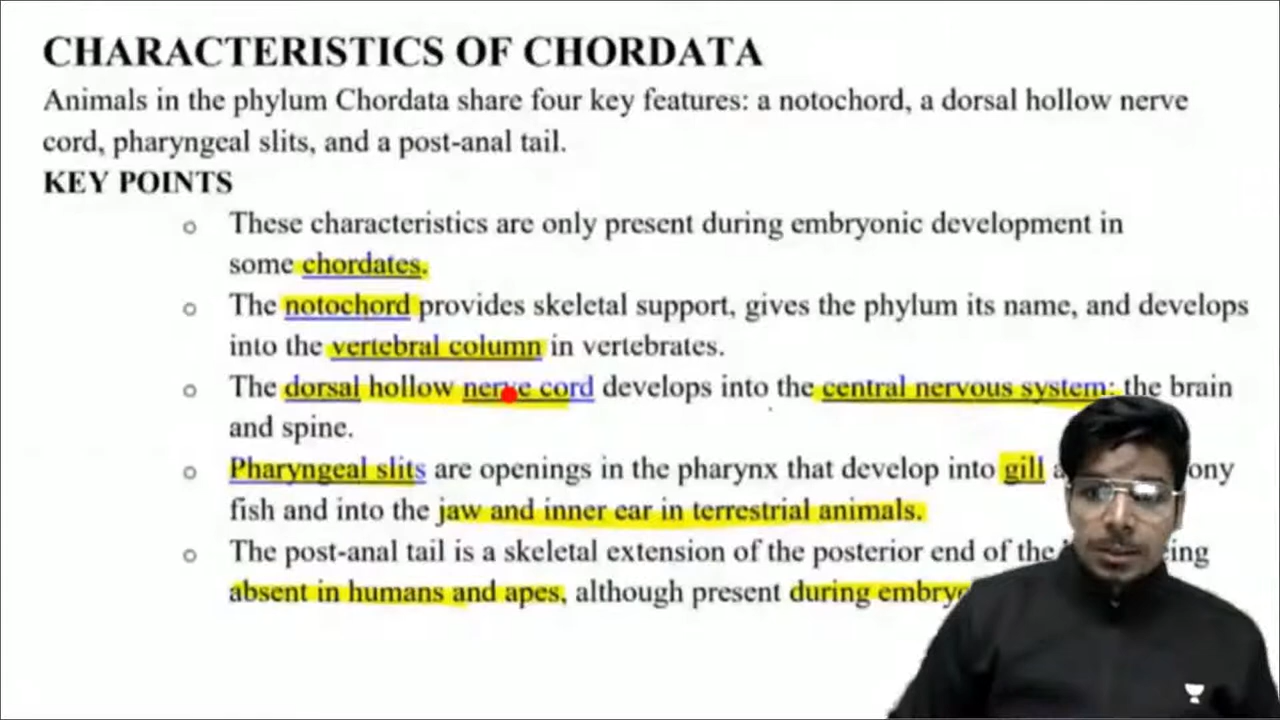 CHARACTERISTICS OF CHORDATA
Animals in the phylum Chordata share four key features: a notochord, a dorsal hollow nerve
cord, pharyngeal slits, and a post-anal tail.
KEY POINTS
These characteristics are only present during embryonic development in
some chordates.
The notochord provides skeletal support, gives the phylum its name, and develops
into the vertebral column in vertebrates.
The dorsal hollow nerve cord develops into the central nervous system: the brain
and spine.
Pharyngeal slits are openings in the pharynx that develop into gill
fish and into the jaw and inner ear in terrestrial animals.
The post-anal tail is a skeletal extension of the posterior end of the
absent in humans and apes, although present during